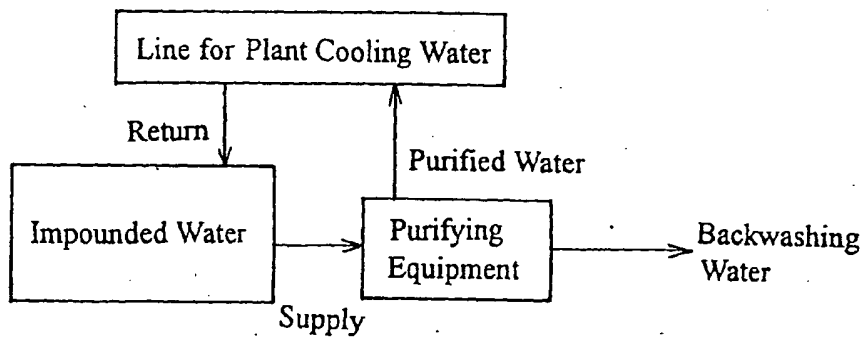 Line for Plant Cooling Water
Return
Purified Water
Impounded Water
Purifying
Equipment
Backwashing
Water
Supply